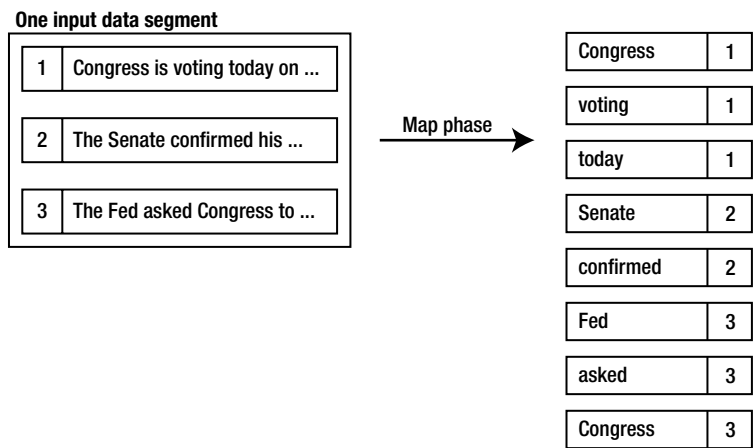 One input data segment
1 Congress is voting today on ...
2 The Senate confirmed his ...
3 The Fed asked Congress to ...
Map phase
Congress 1
voting 1
today 1
Senate 2
confirmed 2
Fed 3
asked 3
Congress 3